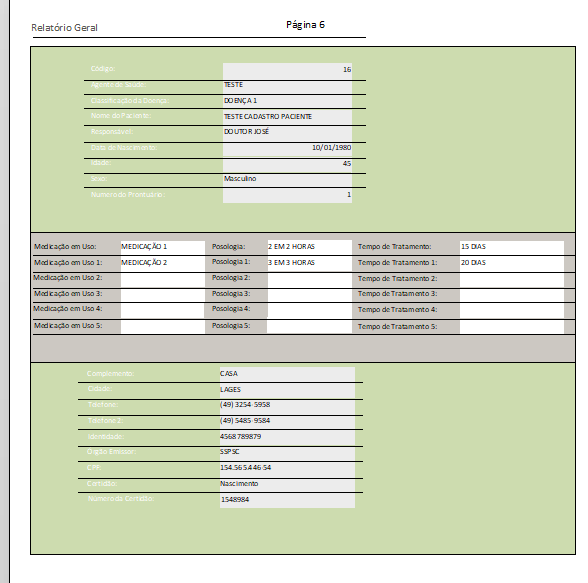 Relatório Geral
Página 6
Código: 16
Agente de Saúde: TESTE
Classificação da Doença: DOENÇA 1
Nome do Paciente: TESTE CADASTRO PACIENTE
Responsável: DOUTOR JOSÉ
Data de Nascimento: 10/01/1980
Idade: 45
Sexo: Masculino
Numero do Prontuário: 1
Medicação em Uso: MEDICAÇÃO 1 Posologia: 2 EM 2 HORAS Tempo de Tratamento: 15 DIAS
Medicação em Uso 1: MEDICAÇÃO 2 Posologia 1: 3 EM 3 HORAS Tempo de Tratamento 1: 20 DIAS
Medicação em Uso 2: Posologia 2: Tempo de Tratamento 2:
Medicação em Uso 3: Posologia 3: Tempo de Tratamento 3:
Medicação em Uso 4: Posologia 4: Tempo de Tratamento 4:
Medicação em Uso 5: Posologia 5: Tempo de Tratamento 5:
Complemento: CASA
Cidade: LAGES
Telefone: (49) 3254-5958
Telefone 2: (49) 5485-9584
Identidade: 4568789879
Orgão Emissor: SSPSC
CPF: 154.565.446-54
Certidão: Nascimento
Número da Certidão: 1548984